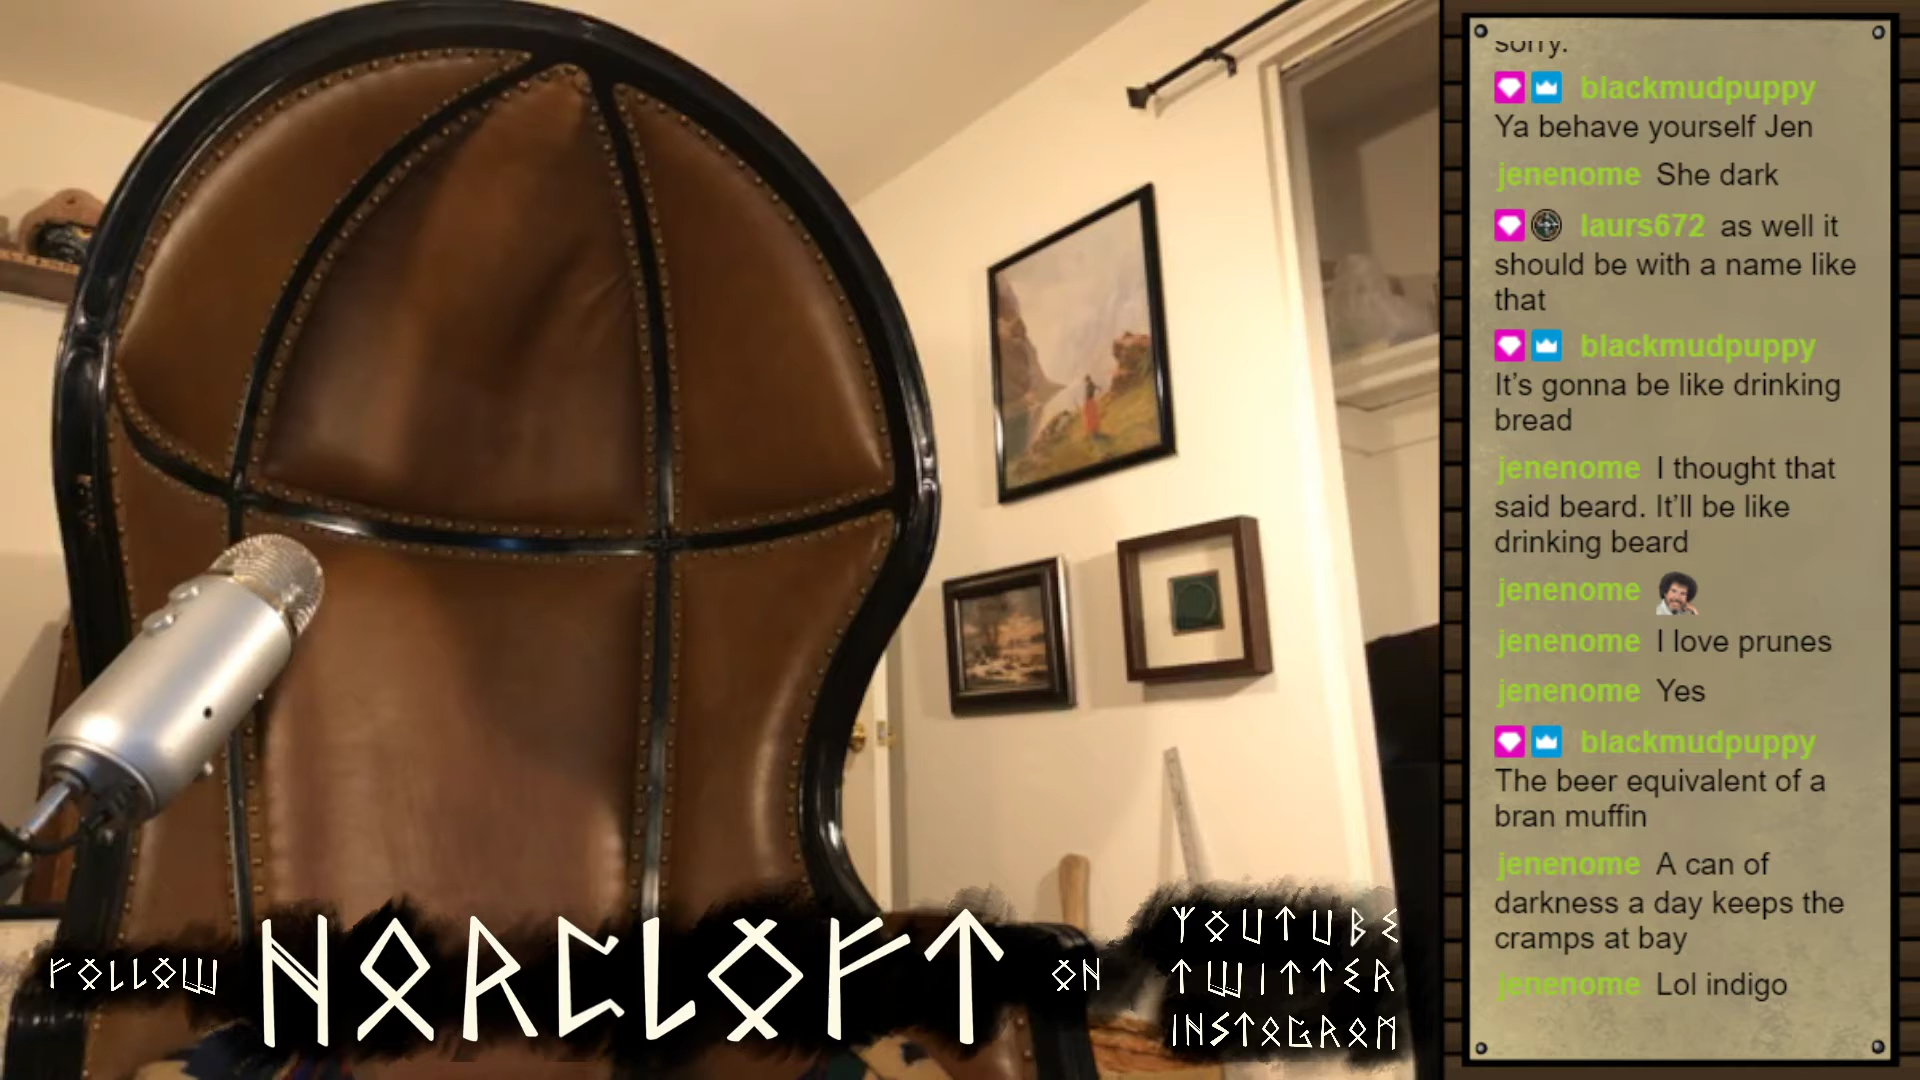 sorry.
blackmudpuppy
Ya behave yourself Jen
jenenome She dark
laurs672 as well it
should be with a name like
that
blackmudpuppy
It’s gonna be like drinking
bread
jenenome I thought that
said beard. It’ll be like
drinking beard
jenenome
jenenome I love prunes
jenenome Yes
blackmudpuppy
The beer equivalent of a
bran muffin
jenenome A can of
darkness a day keeps the
cramps at bay
jenenome Lol indigo
FOLLOW NORCLOFT ON
YOUTUBE
TWITTER
INSTOGROM